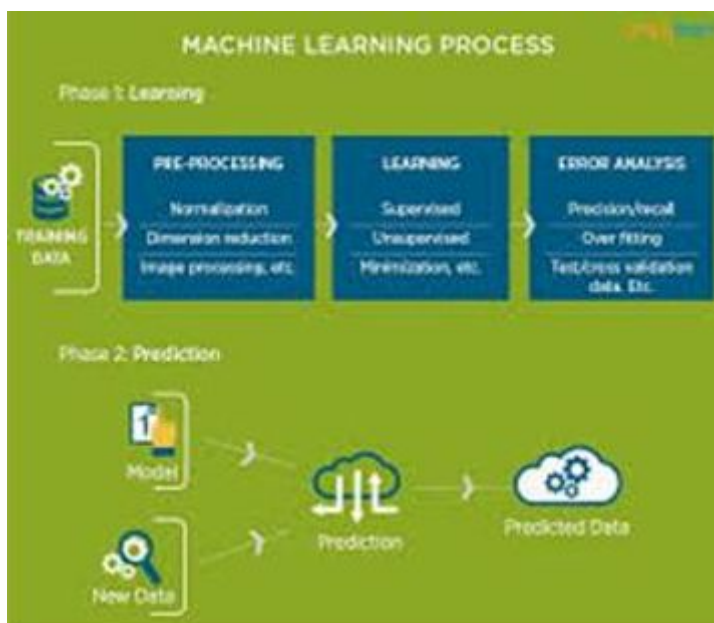 MACHINE LEARNING PROCESS
Phase 1: Learning
TRAINING
DATA
PRE-PROCESSING
Normalization
Dimension reduction
Image processing, etc.
LEARNING
Supervised
Unsupervised
Minimization, etc.
ERROR ANALYSIS
Precision/recall
Over fitting
Test/cross validation
data. Etc.
Phase 2: Prediction
1
Model
New Data
Prediction
Predicted Data